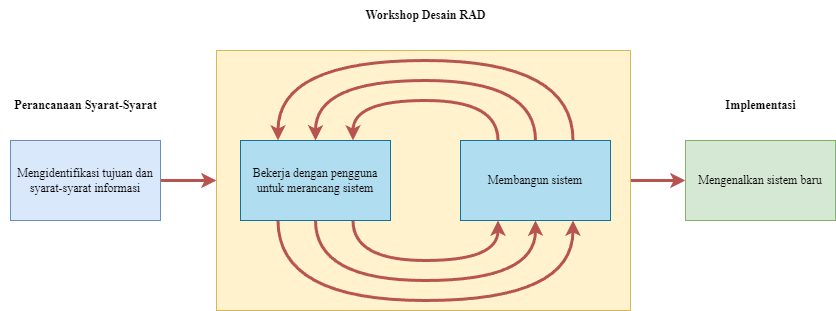 Workshop Desain RAD
Perancanaan Syarat-Syarat
Implementasi
Mengidentifikasi tujuan dan
syarat-syarat informasi
Bekerja dengan pengguna
untuk merancang sistem
Membangun sistem
Mengenalkan sistem baru